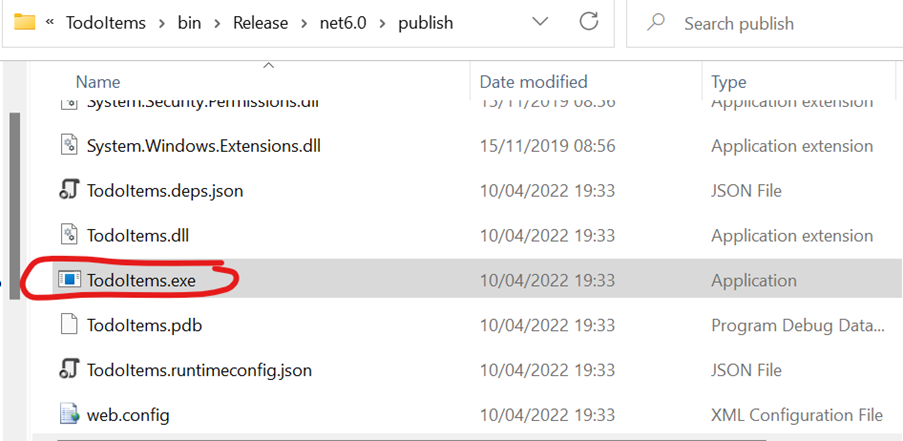 « TodoItems > bin > Release > net6.0 > publish Search publish
Name Date modified Type
System.Security.Permissions.dll 15/11/2019 08:56 Application extension
System.Windows.Extensions.dll 15/11/2019 08:56 Application extension
TodoItems.deps.json 10/04/2022 19:33 JSON File
TodoItems.dll 10/04/2022 19:33 Application extension
TodoItems.exe 10/04/2022 19:33 Application
TodoItems.pdb 10/04/2022 19:33 Program Debug Data...
TodoItems.runtimeconfig.json 10/04/2022 19:33 JSON File
web.config 10/04/2022 19:33 XML Configuration File